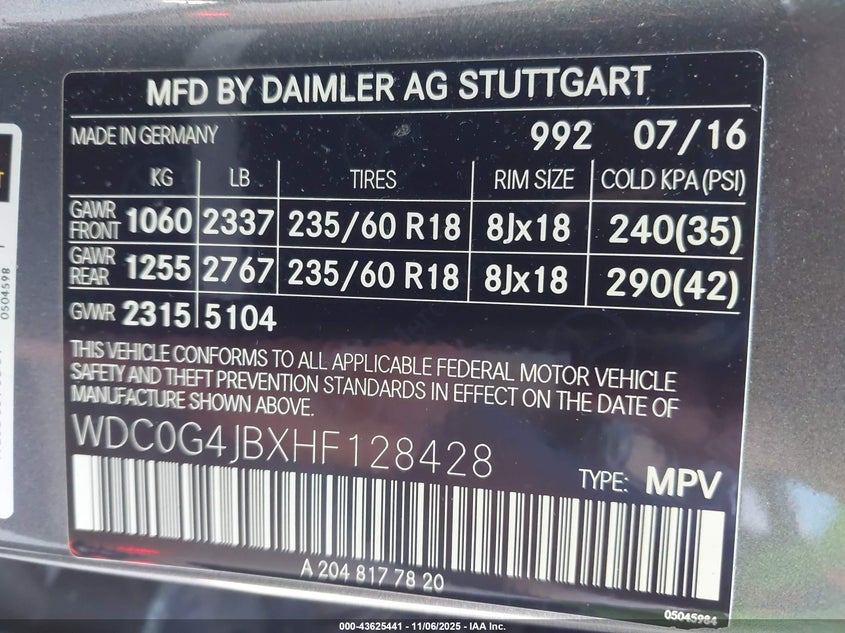 MFD BY DAIMLER AG STUTTGART
MADE IN GERMANY 992 07/16
KG LB TIRES RIM SIZE COLD KPA (PSI)
GAWR FRONT 1060 2337 235/60 R18 8Jx18 240(35)
GAWR REAR 1255 2767 235/60 R18 8Jx18 290(42)
GVWR 2315 5104
THIS VEHICLE CONFORMS TO ALL APPLICABLE FEDERAL MOTOR VEHICLE
SAFETY AND THEFT PREVENTION STANDARDS IN EFFECT ON THE DATE OF
MANUFACTURE SHOWN ABOVE.
WDC0G4JBXHF128428
TYPE: MPV
A 204 817 78 20
05045984
0504598
000-43625441 - 11/06/2025 - IAA Inc.